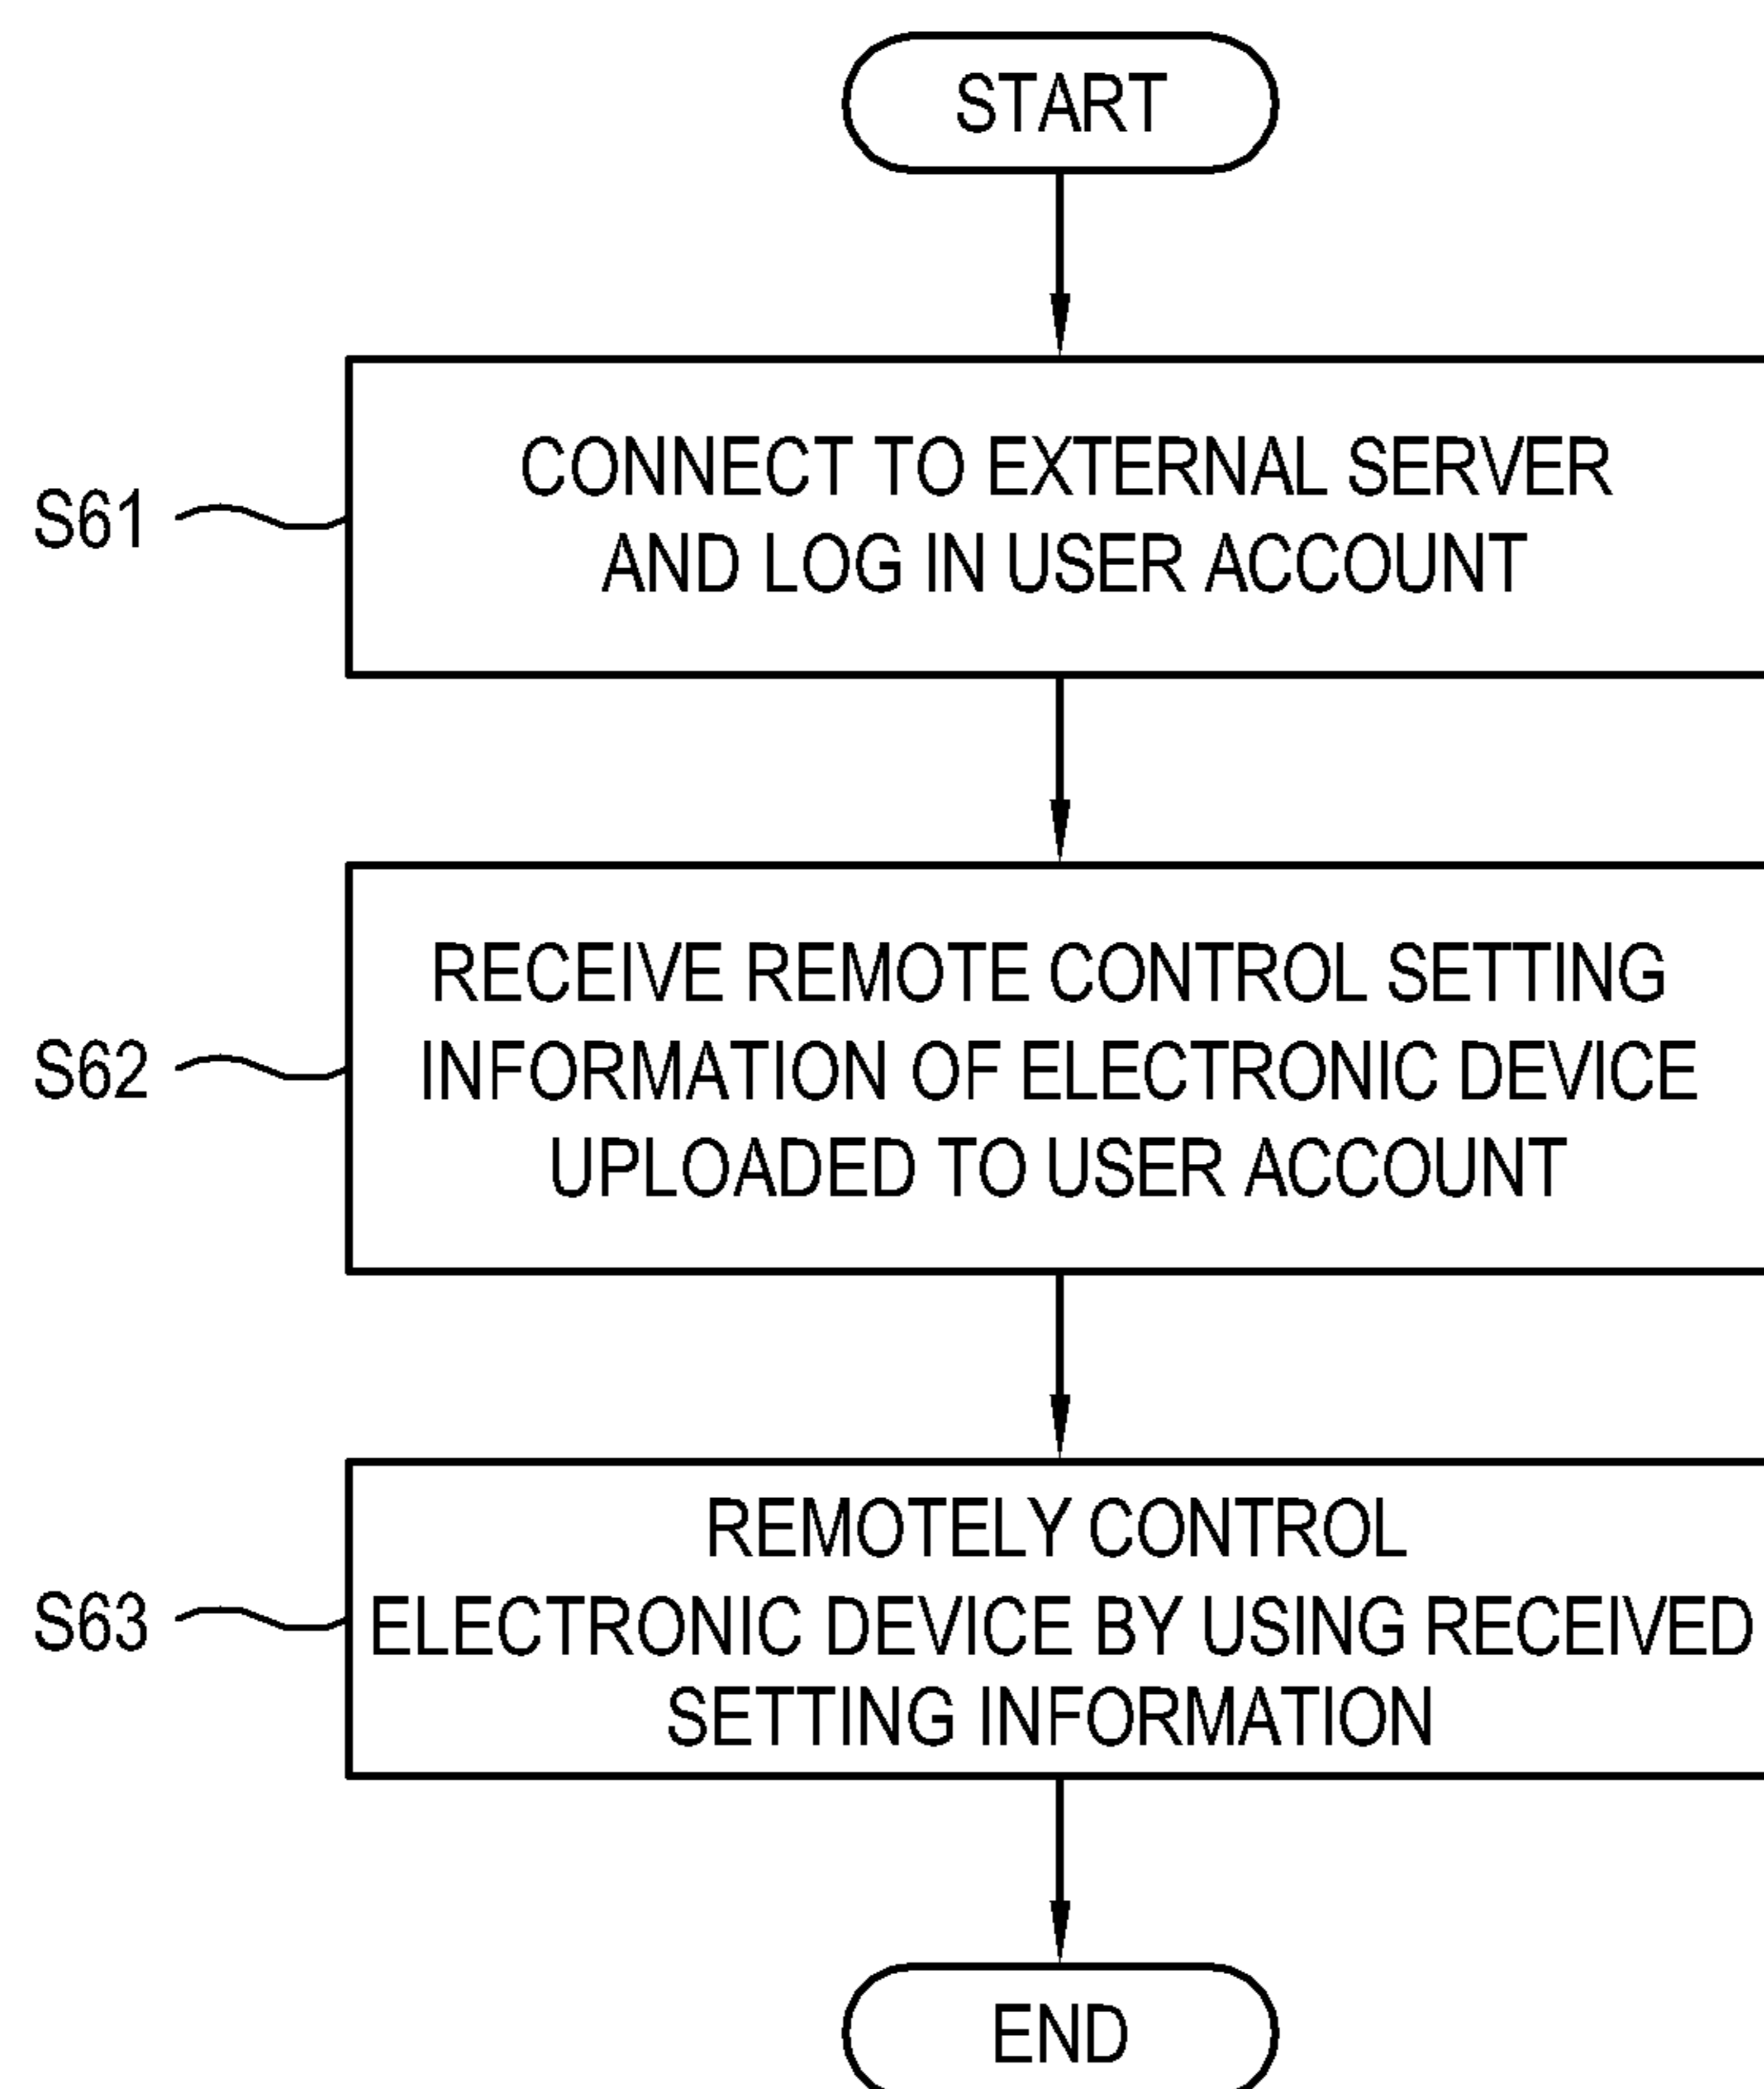 START
CONNECT TO EXTERNAL SERVER
AND LOG IN USER ACCOUNT
S61
RECEIVE REMOTE CONTROL SETTING
INFORMATION OF ELECTRONIC DEVICE
UPLOADED TO USER ACCOUNT
S62
REMOTELY CONTROL
ELECTRONIC DEVICE BY USING RECEIVED
SETTING INFORMATION
S63
END